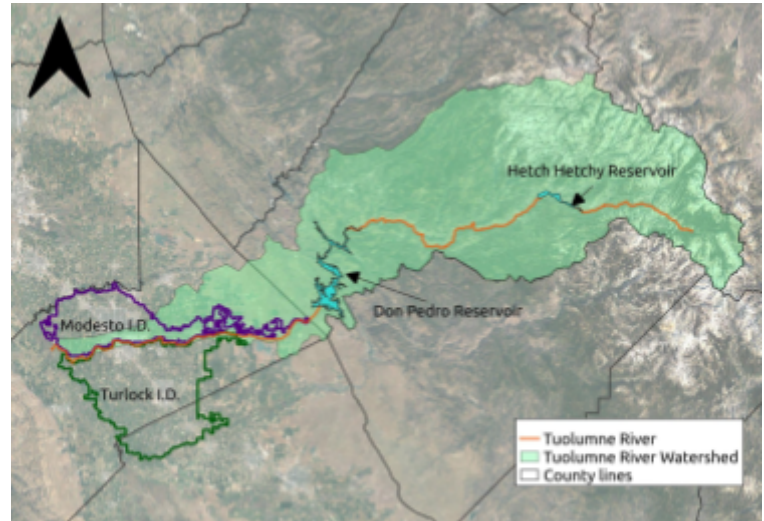 Hetch Hetchy Reservoir
Don Pedro Reservoir
Modesto I.D.
Turlock I.D.
Tuolumne River
Tuolumne River Watershed
County lines